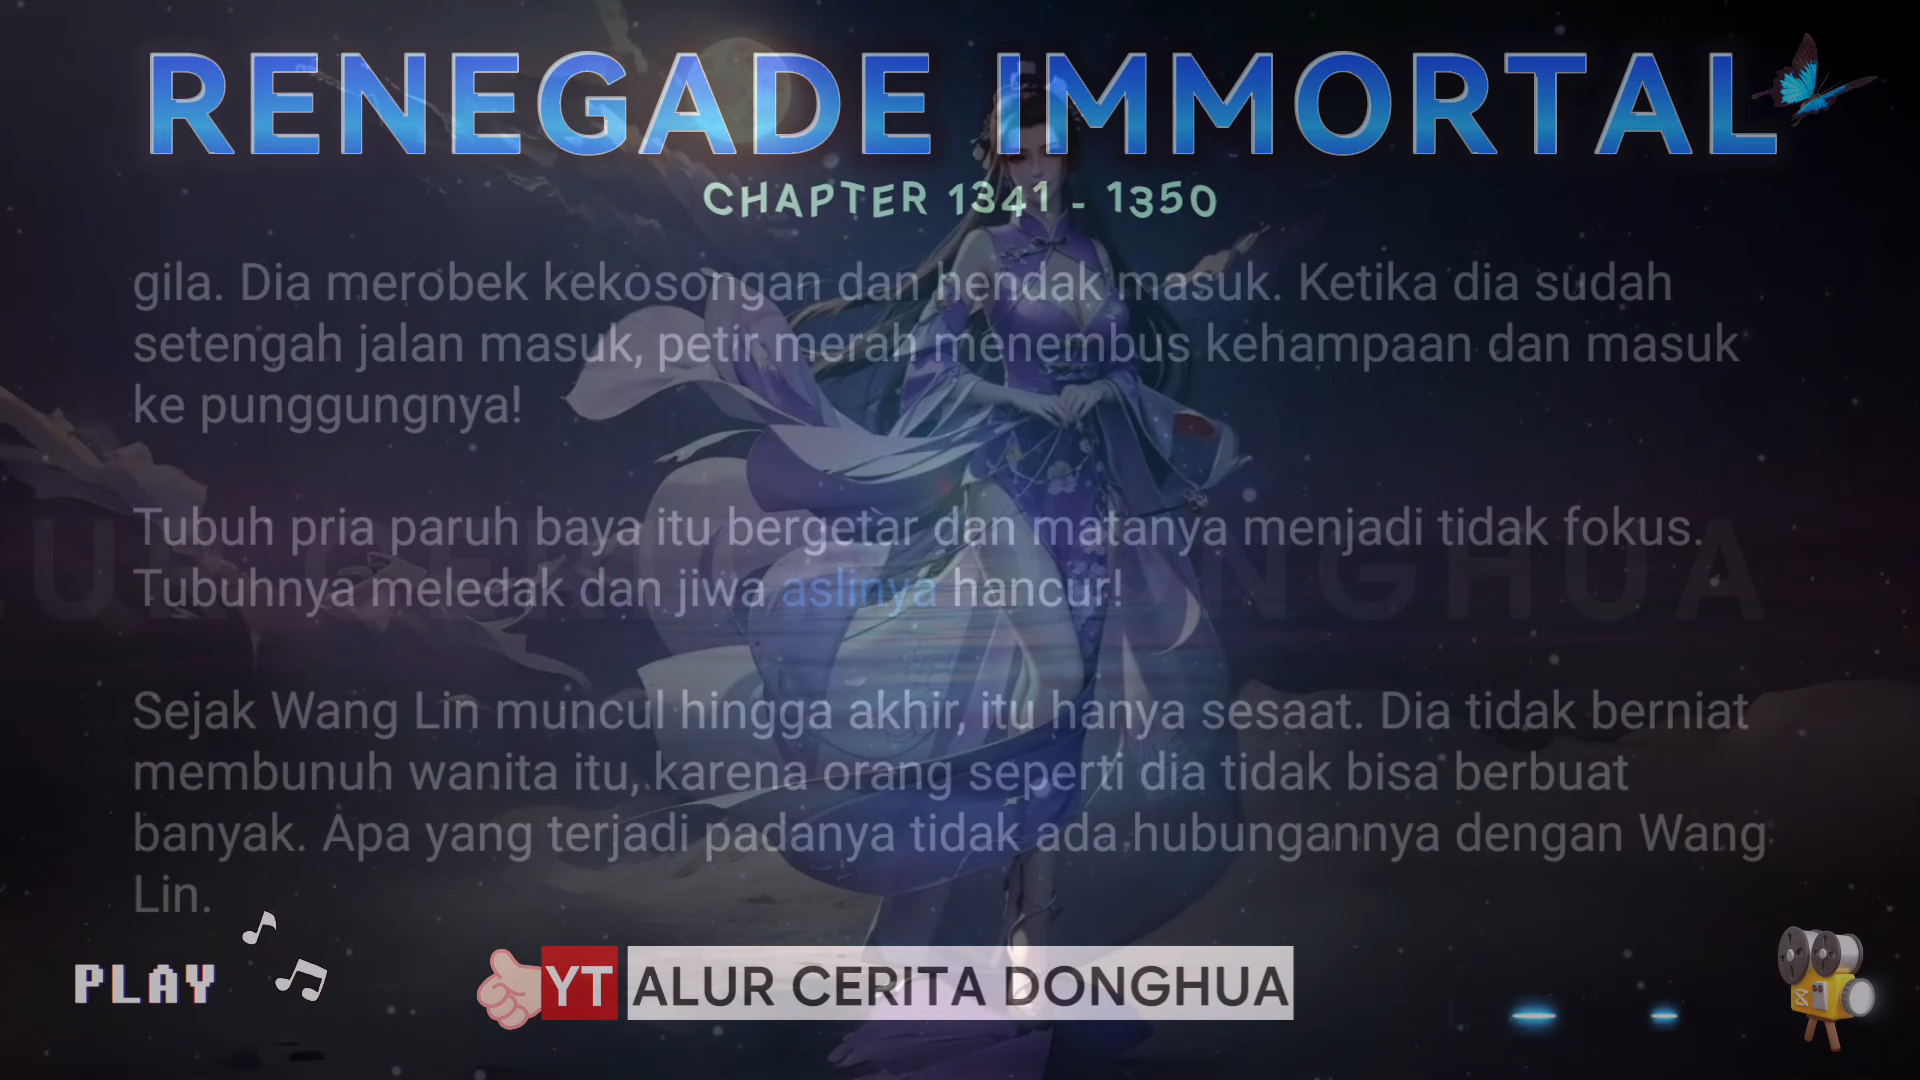 RENEGADE IMMORTAL
CHAPTER 1341 - 1350
gila. Dia merobek kekosongan dan hendak masuk. Ketika dia sudah
setengah jalan masuk, petir merah menembus kehampaan dan masuk
ke punggungnya!
Tubuh pria paruh baya itu bergetar dan matanya menjadi tidak fokus.
Tubuhnya meledak dan jiwa aslinya hancur!
Sejak Wang Lin muncul hingga akhir, itu hanya sesaat. Dia tidak berniat
membunuh wanita itu, karena orang seperti dia tidak bisa berbuat
banyak. Apa yang terjadi padanya tidak ada hubungannya dengan Wang
Lin.
PLAY
YT ALUR CERITA DONGHUA